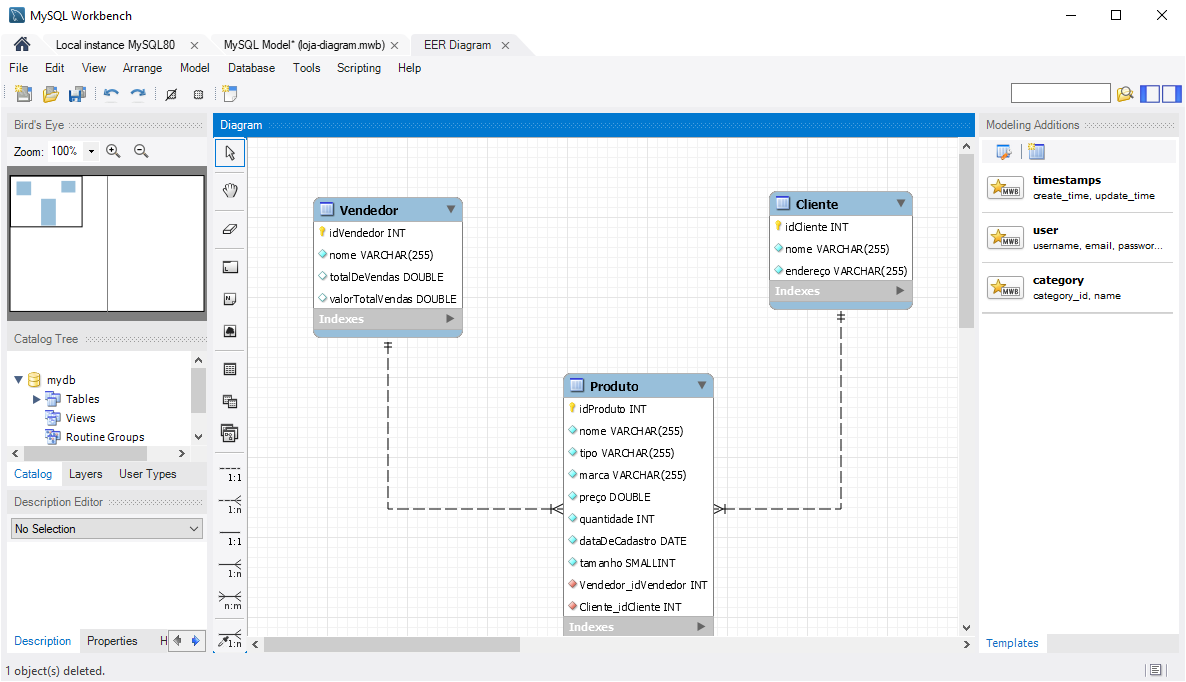 MySQL Workbench
Local instance MySQL80
MySQL Model* (loja-diagram.mwb)
EER Diagram
File Edit View Arrange Model Database Tools Scripting Help
Bird's Eye
Zoom: 100%
Catalog Tree
mydb
Tables
Views
Routine Groups
Catalog Layers User Types
Description Editor
No Selection
Description Properties H
1 object(s) deleted.
Diagram
1:1
1:n
1:1
1:n
n:m
1:n
Vendedor
idVendedor INT
nome VARCHAR(255)
totalDeVendas DOUBLE
valorTotalVendas DOUBLE
Indexes
Cliente
idCliente INT
nome VARCHAR(255)
endereço VARCHAR(255)
Indexes
Produto
idProduto INT
nome VARCHAR(255)
tipo VARCHAR(255)
marca VARCHAR(255)
preço DOUBLE
quantidade INT
dataDeCadastro DATE
tamanho SMALLINT
Vendedor_idVendedor INT
Cliente_idCliente INT
Indexes
Modeling Additions
MWB
timestamps
create_time, update_time
MWB
user
username, email, passwor...
MWB
category
category_id, name
Templates